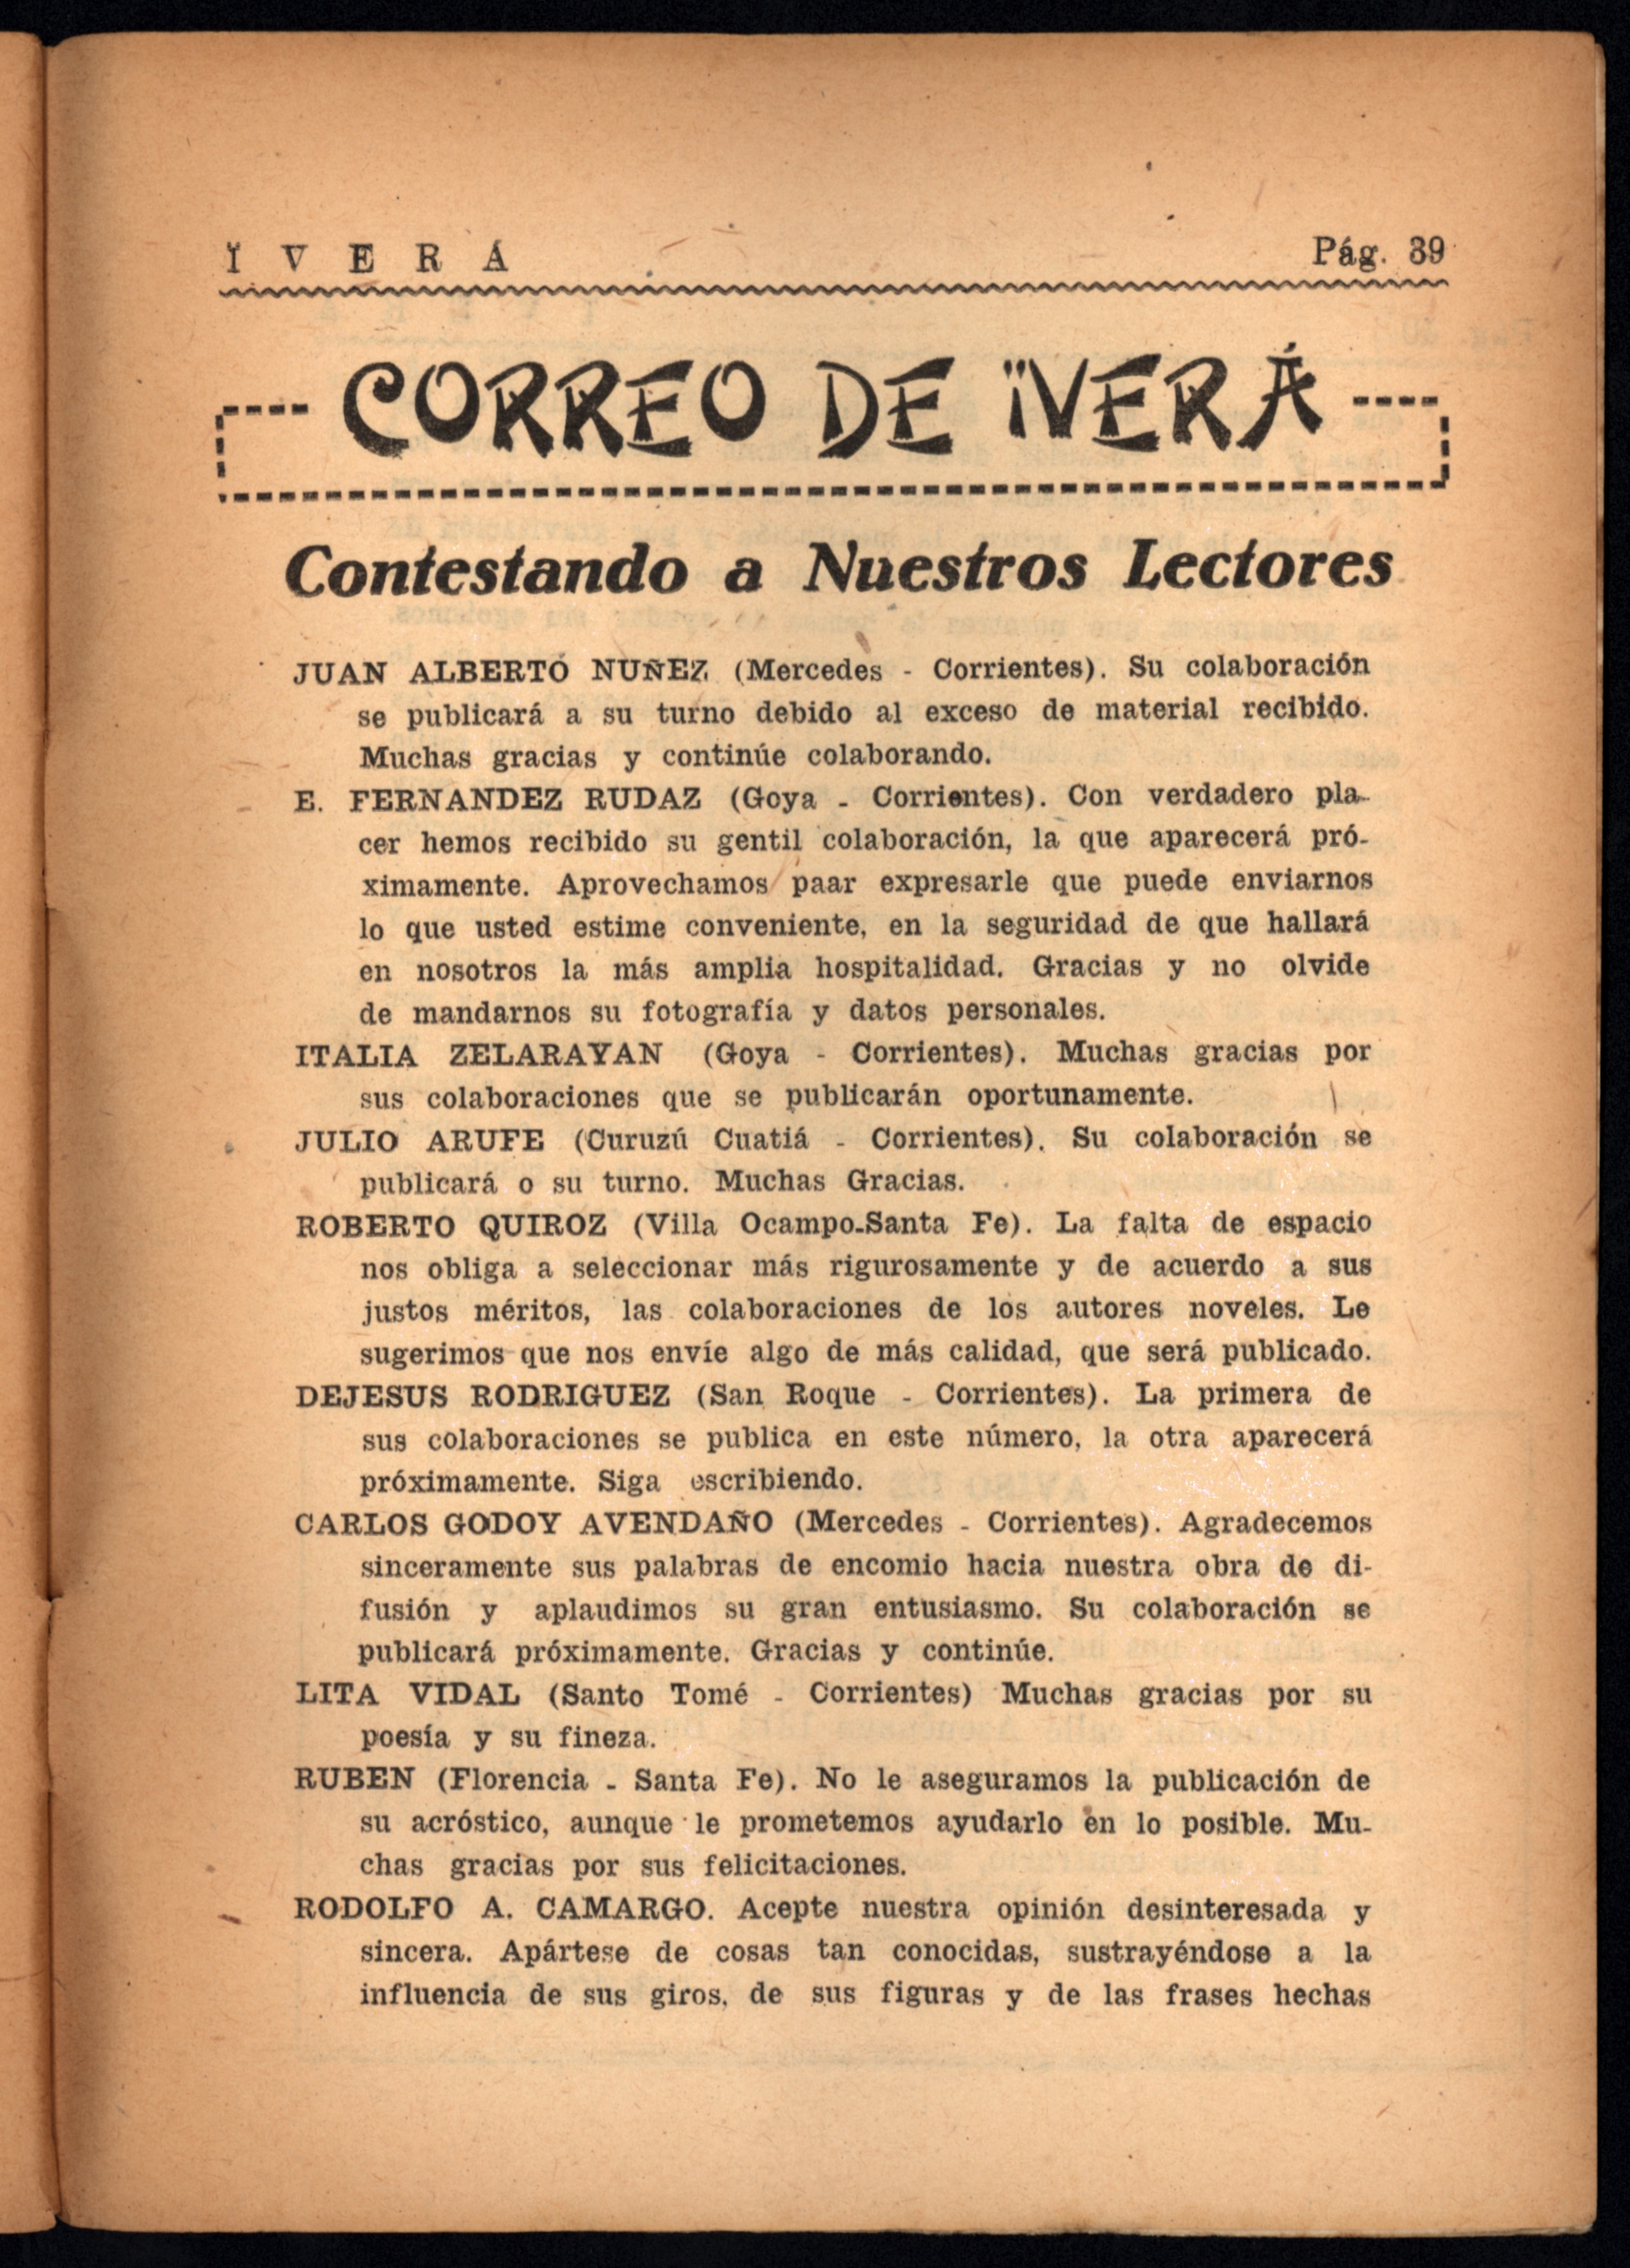 Ï V E R Á
Pág. 39
CORREO DE ÏVERÁ
Contestando a Nuestros Lectores
JUAN ALBERTO NUÑEZ (Mercedes - Corrientes). Su colaboración
se publicará a su turno debido al exceso de material recibido.
Muchas gracias y continúe colaborando.
E. FERNANDEZ RUDAZ (Goya - Corrientes). Con verdadero pla-
cer hemos recibido su gentil colaboración, la que aparecerá pró-
ximamente. Aprovechamos paar expresarle que puede enviarnos
lo que usted estime conveniente, en la seguridad de que hallará
en nosotros la más amplia hospitalidad. Gracias y no olvide
de mandarnos su fotografía y datos personales.
ITALIA ZELARAYAN (Goya - Corrientes). Muchas gracias por
sus colaboraciones que se publicarán oportunamente.
JULIO ARUFE (Curuzú Cuatiá - Corrientes). Su colaboración se
publicará o su turno. Muchas Gracias.
ROBERTO QUIROZ (Villa Ocampo-Santa Fe). La falta de espacio
nos obliga a seleccionar más rigurosamente y de acuerdo a sus
justos méritos, las colaboraciones de los autores noveles. Le
sugerimos que nos envíe algo de más calidad, que será publicado.
DEJESUS RODRIGUEZ (San Roque - Corrientes). La primera de
sus colaboraciones se publica en este número, la otra aparecerá
próximamente. Siga escribiendo.
CARLOS GODOY AVENDAÑO (Mercedes - Corrientes). Agradecemos
sinceramente sus palabras de encomio hacia nuestra obra de di-
fusión y aplaudimos su gran entusiasmo. Su colaboración se
publicará próximamente. Gracias y continúe.
LITA VIDAL (Santo Tomé - Corrientes) Muchas gracias por su
poesía y su fineza.
RUBEN (Florencia - Santa Fe). No le aseguramos la publicación de
su acróstico, aunque le prometemos ayudarlo en lo posible. Mu-
chas gracias por sus felicitaciones.
RODOLFO A. CAMARGO. Acepte nuestra opinión desinteresada y
sincera. Apártese de cosas tan conocidas, sustrayéndose a la
influencia de sus giros, de sus figuras y de las frases hechas